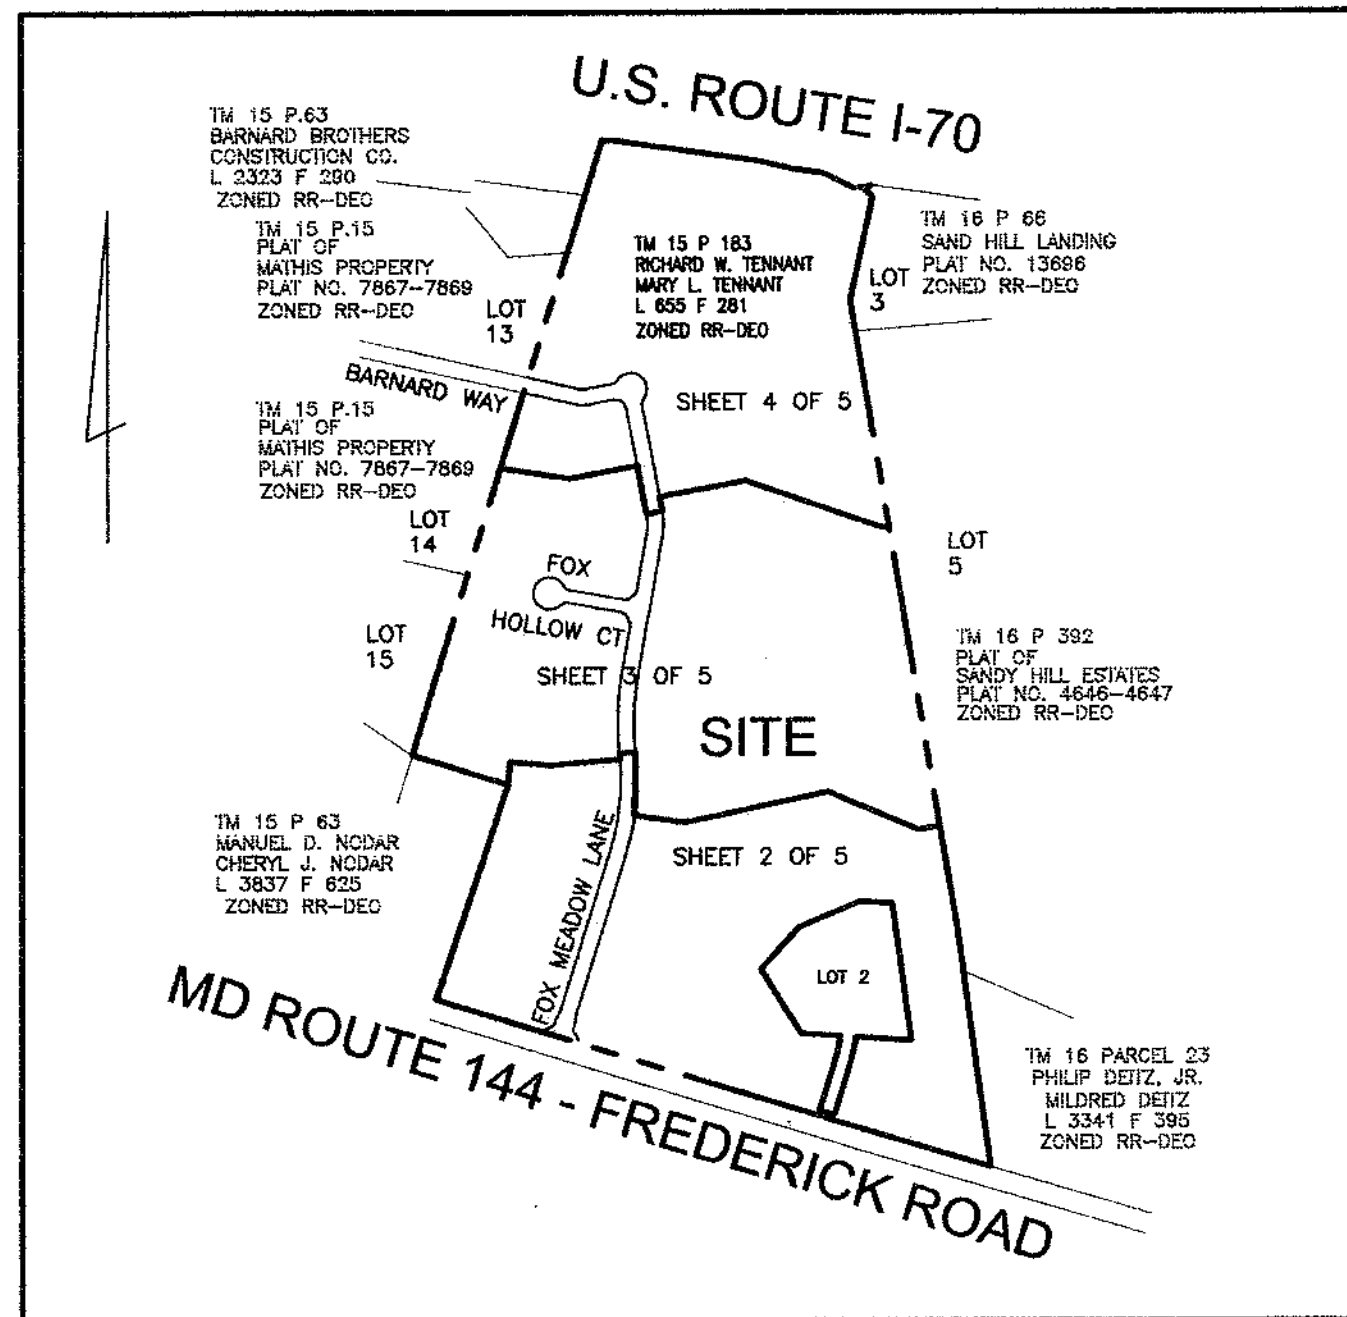 U.S. ROUTE I-70
TM 15 P.63
BARNARD BROTHERS
CONSTRUCTION CO.
L 2323 F 290
ZONED RR-DEO
TM 15 P.15
PLAT OF
MATHIS PROPERTY
PLAT NO. 7867-7869
ZONED RR-DEO
LOT
13
TM 15 P 183
RICHARD W. TENNANT
MARY L. TENNANT
L 655 F 281
ZONED RR-DEO
LOT
3
TM 16 P 66
SAND HILL LANDING
PLAT NO. 13696
ZONED RR-DEO
BARNARD WAY
SHEET 4 OF 5
TM 15 P.15
PLAT OF
MATHIS PROPERTY
PLAT NO. 7867-7869
ZONED RR-DEO
LOT
14
LOT
5
FOX
HOLLOW CT
LOT
15
SHEET 3 OF 5
TM 16 P 392
PLAT OF
SANDY HILL ESTATES
PLAT NO. 4646-4647
ZONED RR-DEO
SITE
TM 15 P 63
MANUEL D. NODAR
CHERYL J. NODAR
L 3837 F 625
ZONED RR-DEO
FOX MEADOW LANE
SHEET 2 OF 5
LOT 2
MD ROUTE 144 - FREDERICK ROAD
TM 16 PARCEL 23
PHILIP DEITZ, JR.
MILDRED DEITZ
L 3341 F 395
ZONED RR-DEO